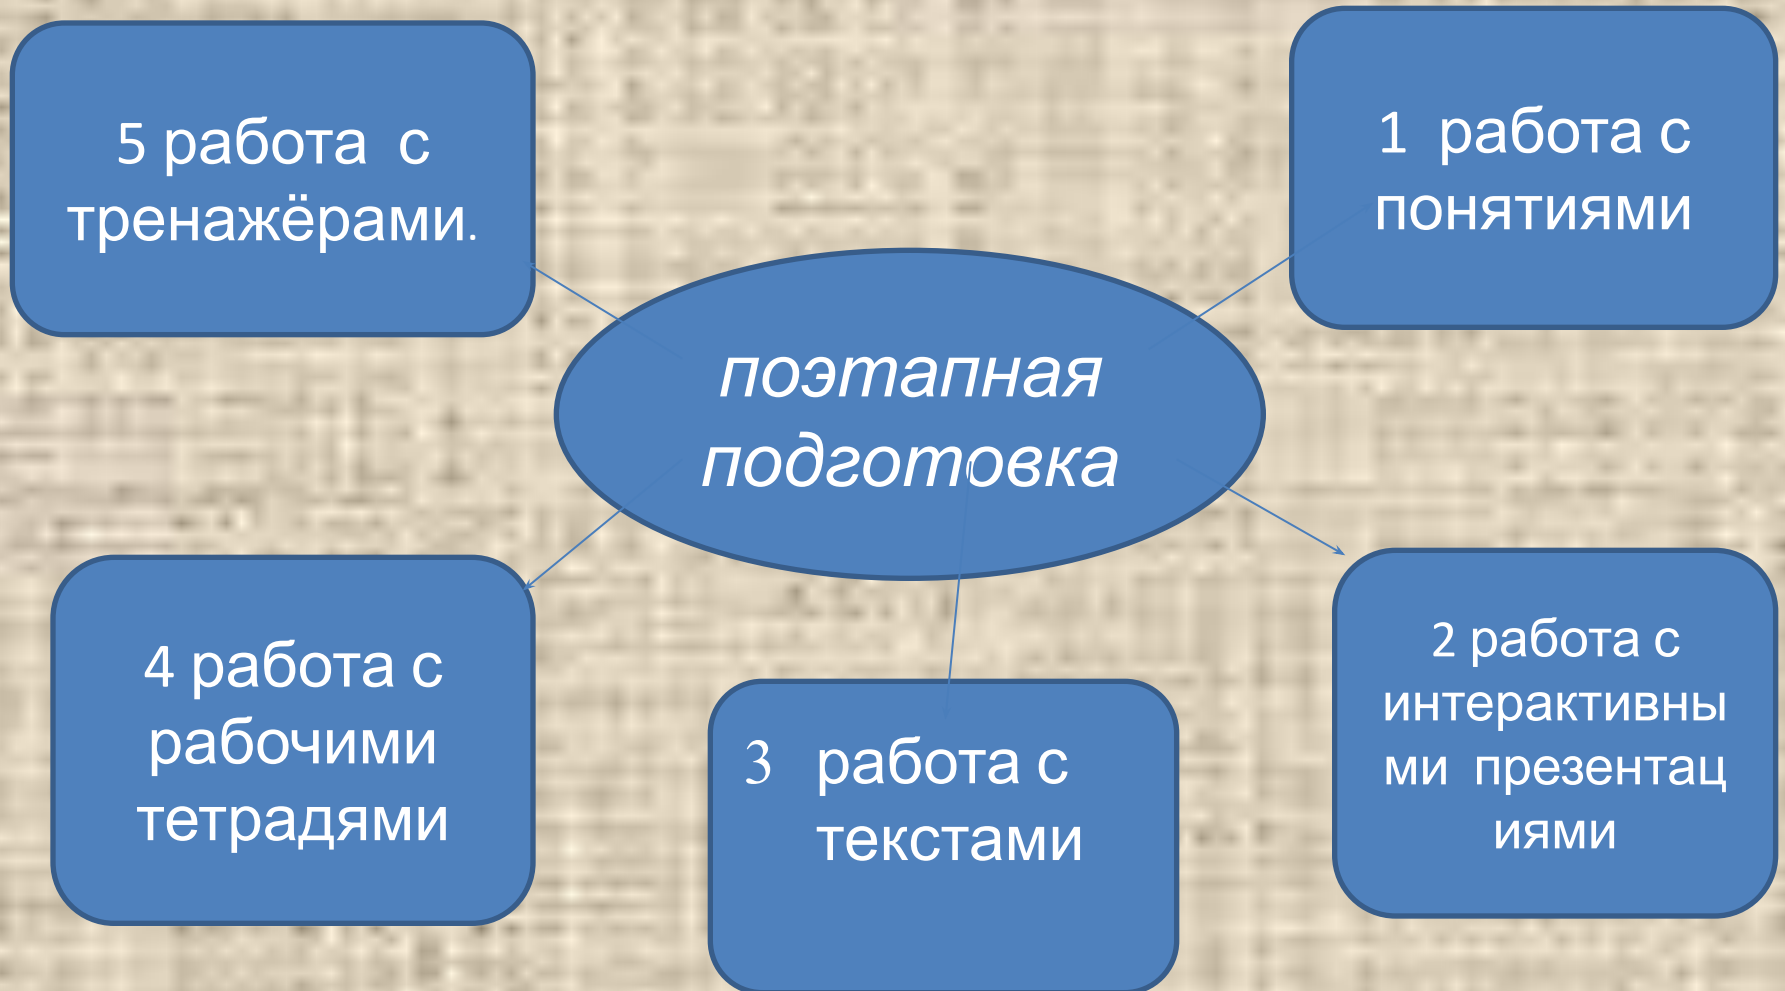 5 работа с
тренажёрами.
1 работа с
понятиями
поэтапная
подготовка
4 работа с
рабочими
тетрадями
3 работа с
текстами
2 работа с
интерактивны
ми презентац
иями